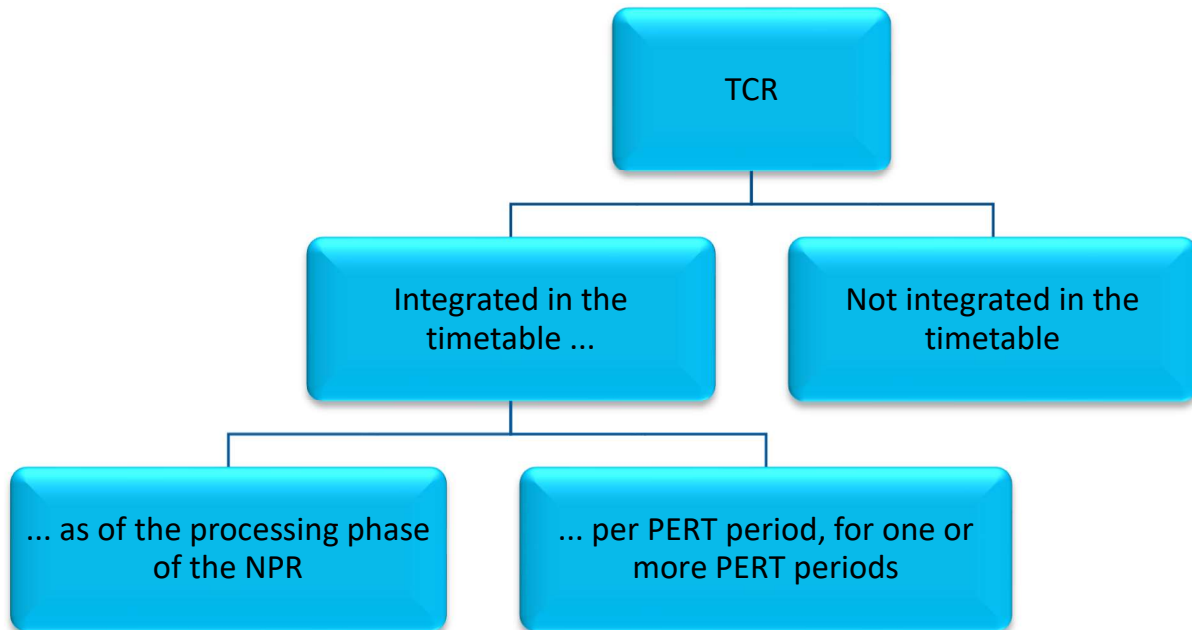 TCR
Integrated in the
timetable ...
Not integrated in the
timetable
... as of the processing phase
of the NPR
... per PERT period, for one or
more PERT periods